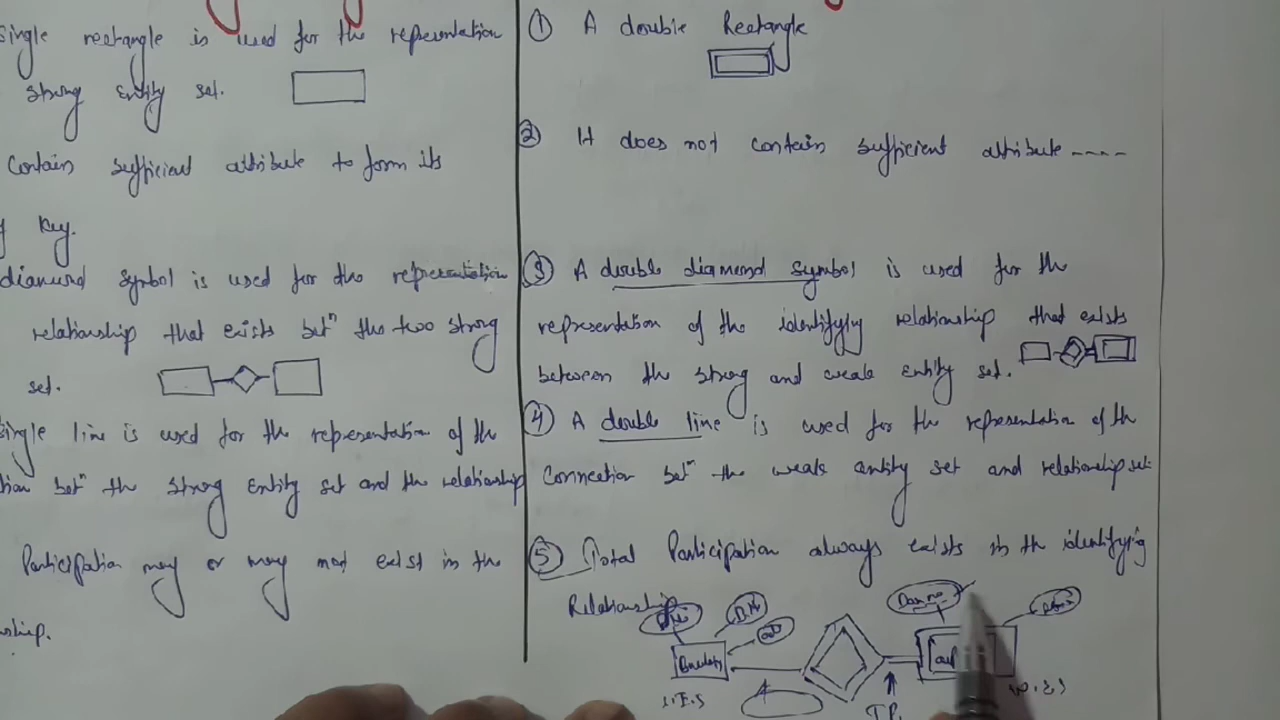 Single rectangle is used for the representation
strong entity set.
Contain sufficient attribute to form its
Key.
diamond symbol is used for the representation
relationship that exists betn the two strong
set.
Single line is used for the representation of the
tion betn the strong entity set and the relationship
Participation may or may not exist in the
ship.
① A double Rectangle
② It does not contain sufficient attribute ----
③ A double diamond symbol is used for the
representation of the identifyig relationship that exists
between the strong and weak entity set.
④ A double line is used for the representation of the
Connection betn the weak entity set and relationship set
⑤ Total Participation always exists in the identifying
Relationship
S.E.S
T.P.
W.E.S